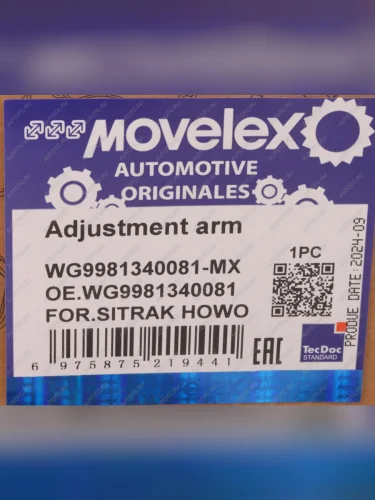 MOVELEX
AUTOMOTIVE
ORIGINALES
Adjustment arm
WG9981340081-MX
OE.WG9981340081
FOR.SITRAK HOWO
1PC
PRODUE DATE: 2024-09
6 975875 219441
EAC
TecDoc
STANDARD